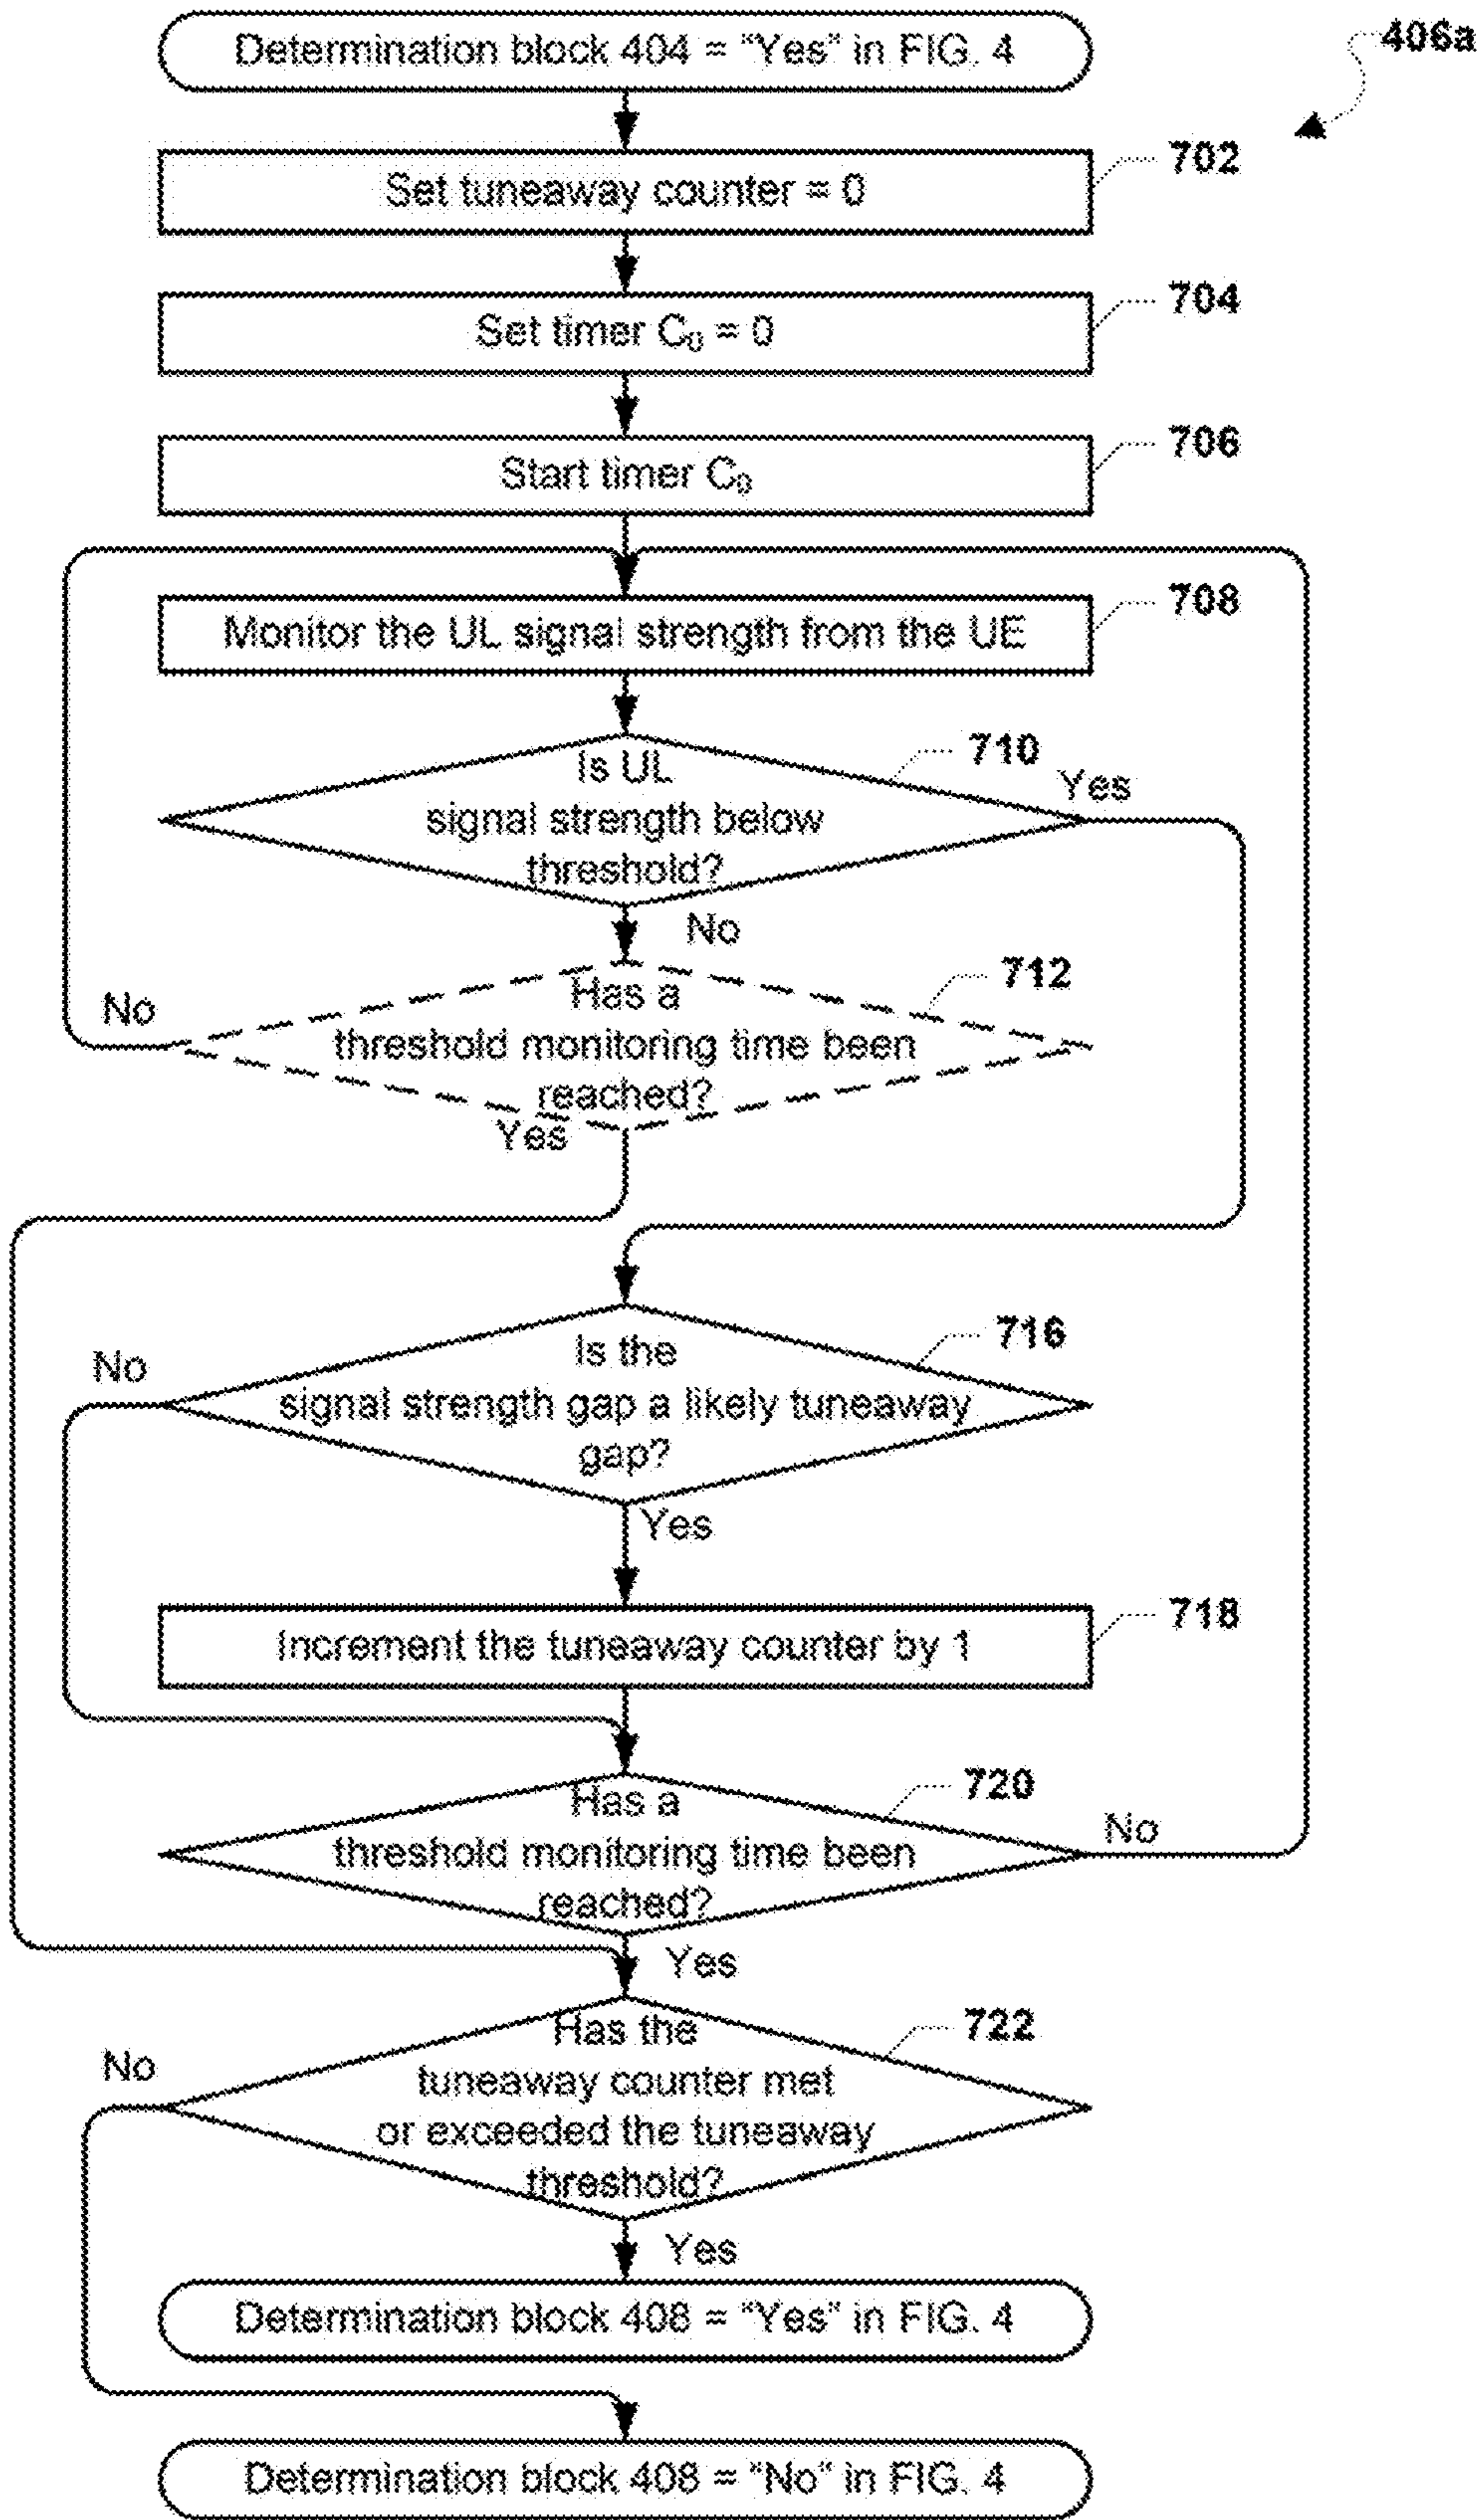 Determination block 404 = "Yes" in FIG. 4
406a
702
Set tuneaway counter = 0
704
Set timer C₀ = 0
706
Start timer C₀
708
Monitor the UL signal strength from the UE
710
Is UL
Yes
signal strength below
threshold?
No
712
Has a
No
threshold monitoring time been
reached?
Yes
716
Is the
No
signal strength gap a likely tuneaway
gap?
Yes
718
Increment the tuneaway counter by 1
720
Has a
No
threshold monitoring time been
reached?
Yes
722
Has the
No
tuneaway counter met
or exceeded the tuneaway
threshold?
Yes
Determination block 408 = "Yes" in FIG. 4
Determination block 408 = "No" in FIG. 4